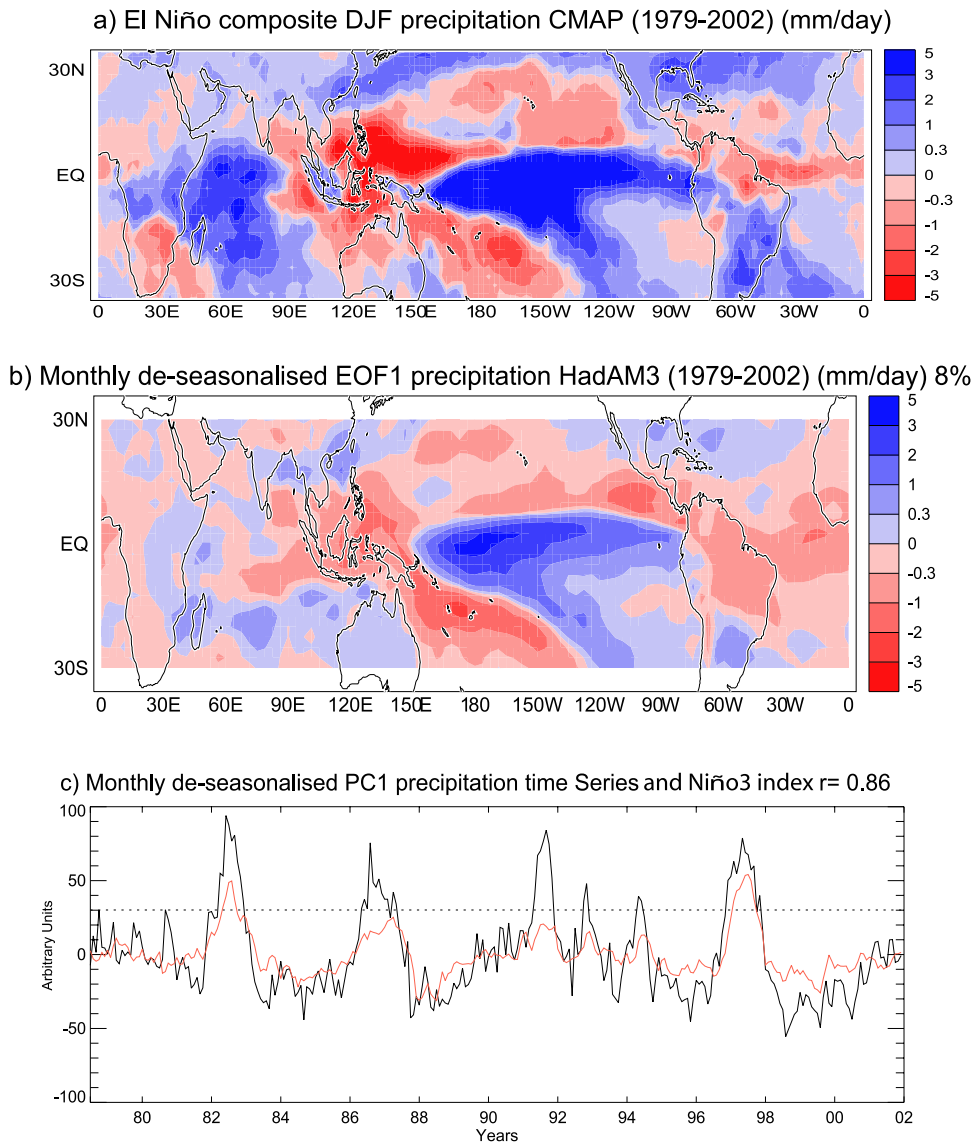 a) El Niño composite DJF precipitation CMAP (1979-2002) (mm/day)
30N
EQ
30S
0 30E 60E 90E 120E 150E 180 150W 120W 90W 60W 30W 0
5
3
2
1
0.3
0
-0.3
-1
-2
-3
-5
b) Monthly de-seasonalised EOF1 precipitation HadAM3 (1979-2002) (mm/day) 8%
30N
EQ
30S
0 30E 60E 90E 120E 150E 180 150W 120W 90W 60W 30W 0
5
3
2
1
0.3
0
-0.3
-1
-2
-3
-5
c) Monthly de-seasonalised PC1 precipitation time Series and Niño3 index r= 0.86
100
50
0
-50
-100
Arbitrary Units
80 82 84 86 88 90 92 94 96 98 00 02
Years